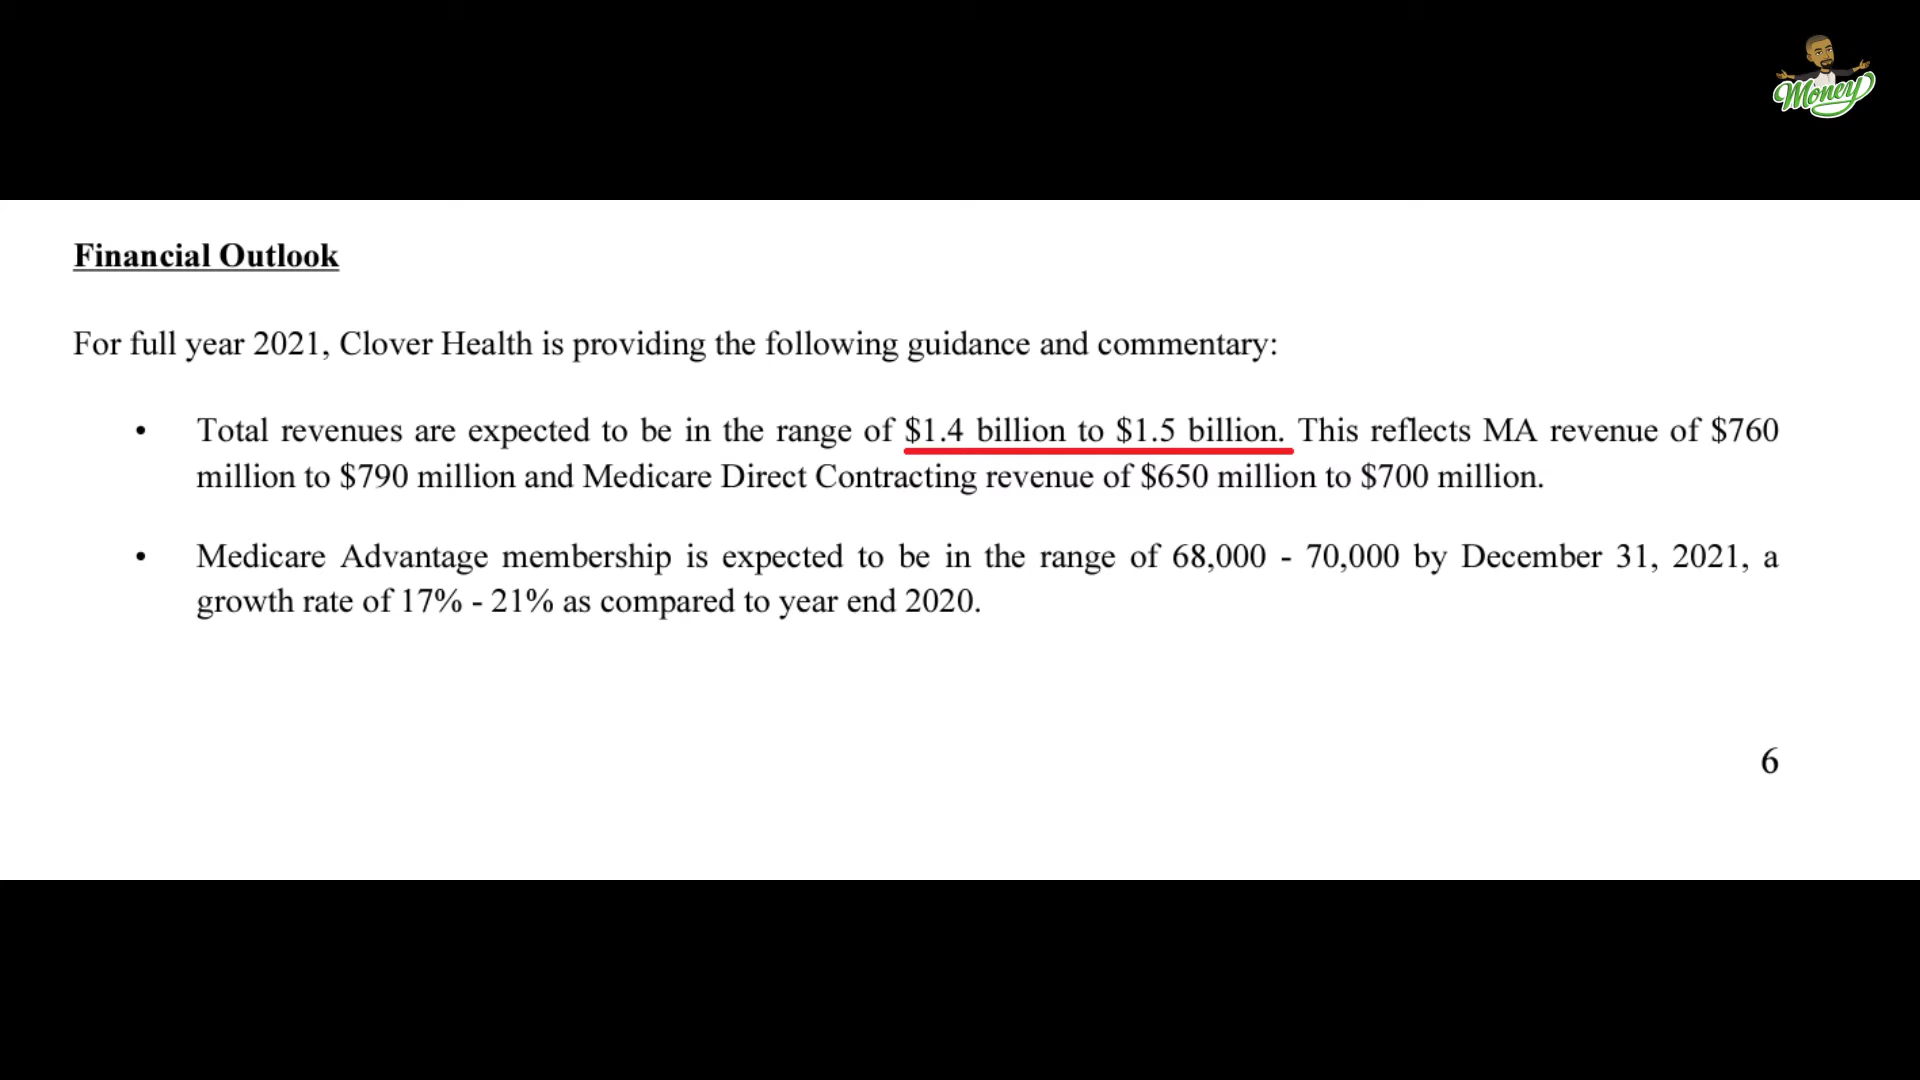 Money
Financial Outlook
For full year 2021, Clover Health is providing the following guidance and commentary:
• Total revenues are expected to be in the range of $1.4 billion to $1.5 billion. This reflects MA revenue of $760
million to $790 million and Medicare Direct Contracting revenue of $650 million to $700 million.
• Medicare Advantage membership is expected to be in the range of 68,000 - 70,000 by December 31, 2021, a
growth rate of 17% - 21% as compared to year end 2020.
6